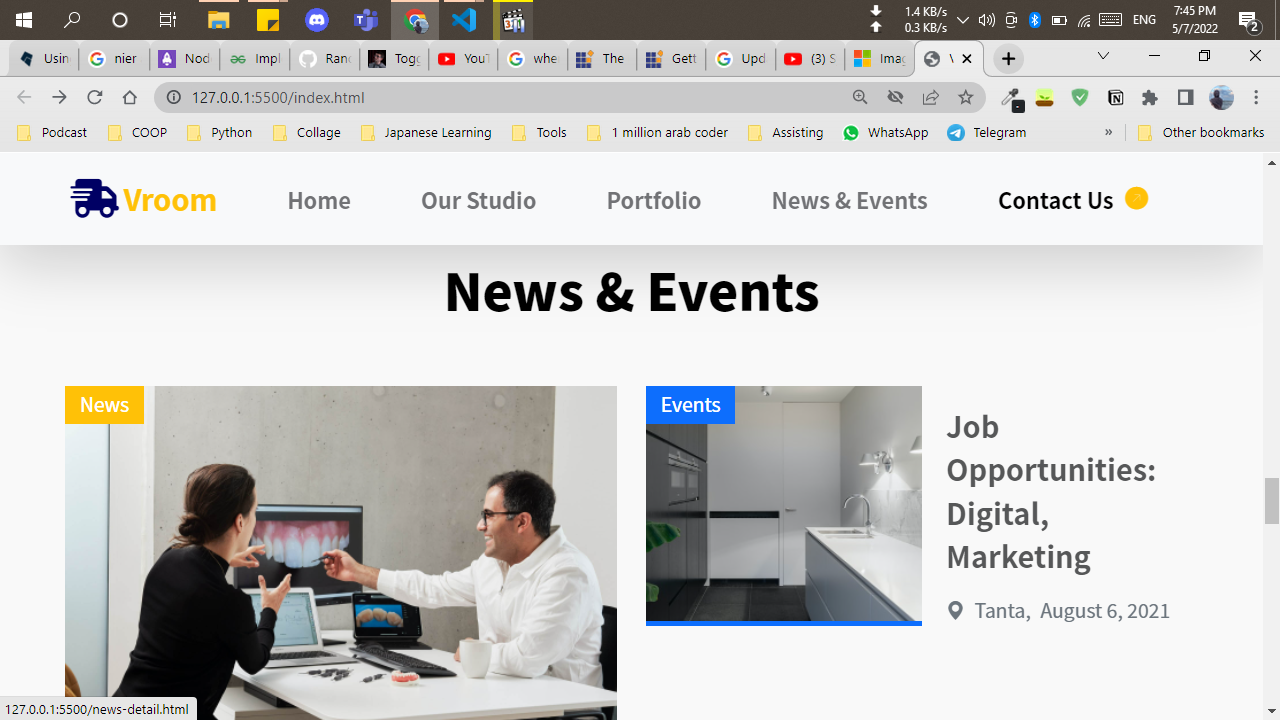 1.4 KB/s
0.3 KB/s
ENG
7:45 PM
5/7/2022
2
Usin
nier
Nod
Impl
Ranc
Togg
YouT
whe
The
Gett
Upd
(3) S
Imag
127.0.0.1:5500/index.html
Podcast
COOP
Python
Collage
Japanese Learning
Tools
1 million arab coder
Assisting
WhatsApp
Telegram
»
Other bookmarks
Vroom
Home
Our Studio
Portfolio
News & Events
Contact Us
News & Events
News
Events
Job
Opportunities:
Digital,
Marketing
Tanta, August 6, 2021
127.0.0.1:5500/news-detail.html